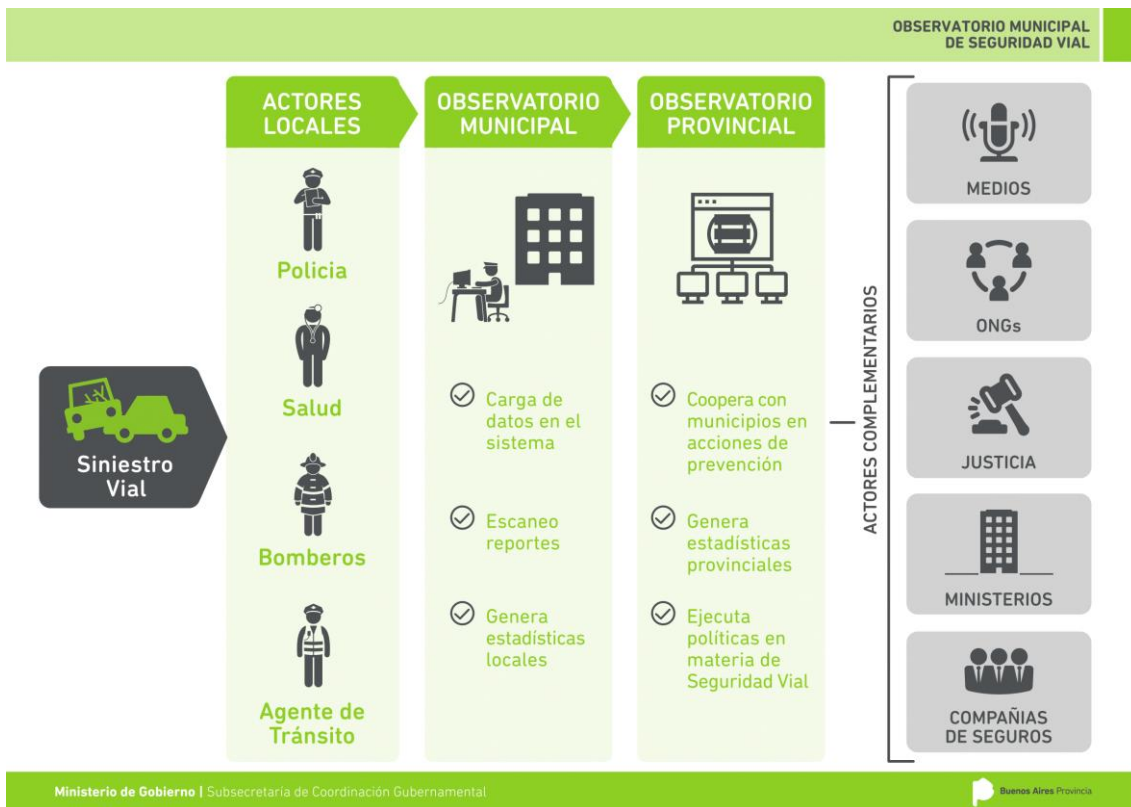 OBSERVATORIO MUNICIPAL
DE SEGURIDAD VIAL
Siniestro
Vial
ACTORES
LOCALES
Policia
Salud
Bomberos
Agente de
Tránsito
OBSERVATORIO
MUNICIPAL
Carga de
datos en el
sistema
Escaneo
reportes
Genera
estadísticas
locales
OBSERVATORIO
PROVINCIAL
Coopera con
municipios en
acciones de
prevención
Genera
estadísticas
provinciales
Ejecuta
políticas en
materia de
Seguridad Vial
ACTORES COMPLEMENTARIOS
MEDIOS
ONGs
JUSTICIA
MINISTERIOS
COMPAÑIAS
DE SEGUROS
Ministerio de Gobierno | Subsecretaría de Coordinación Gubernamental
Buenos Aires Provincia